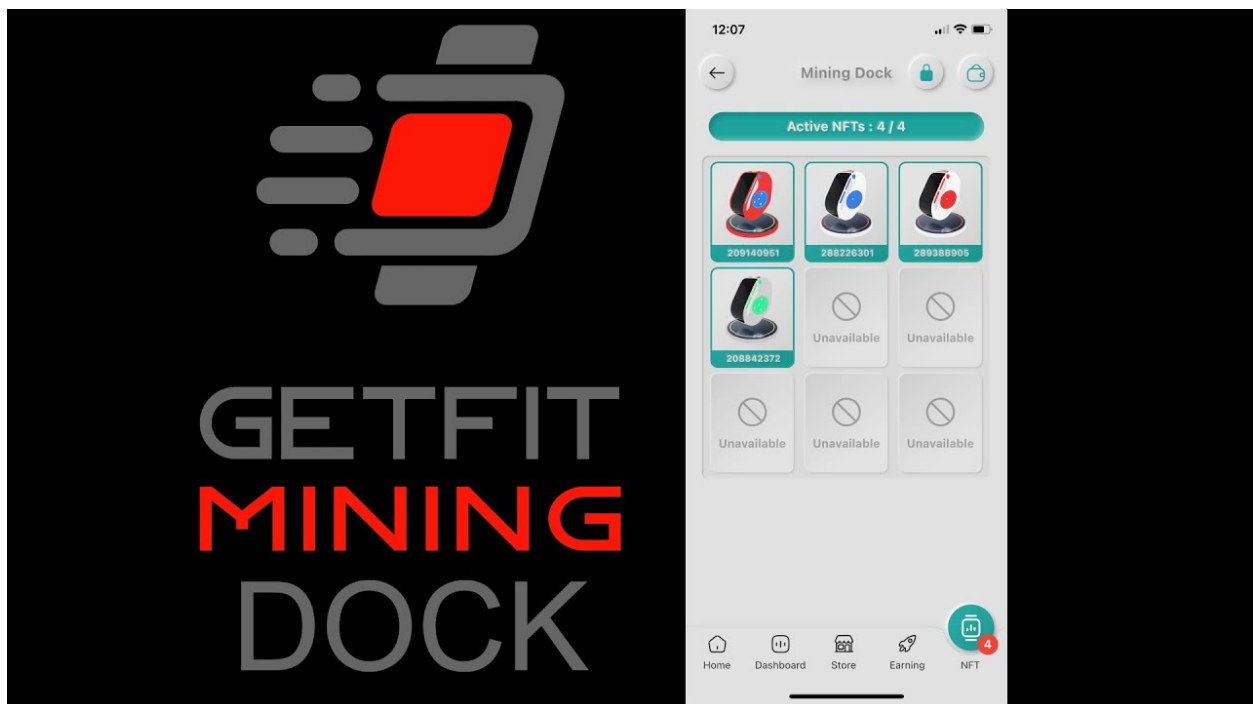 GETFIT
MINING
DOCK
12:07
Mining Dock
Active NFTs : 4 / 4
209140951
288226301
289388905
208842372
Unavailable
Unavailable
Unavailable
Unavailable
Unavailable
4
Home
Dashboard
Store
Earning
NFT